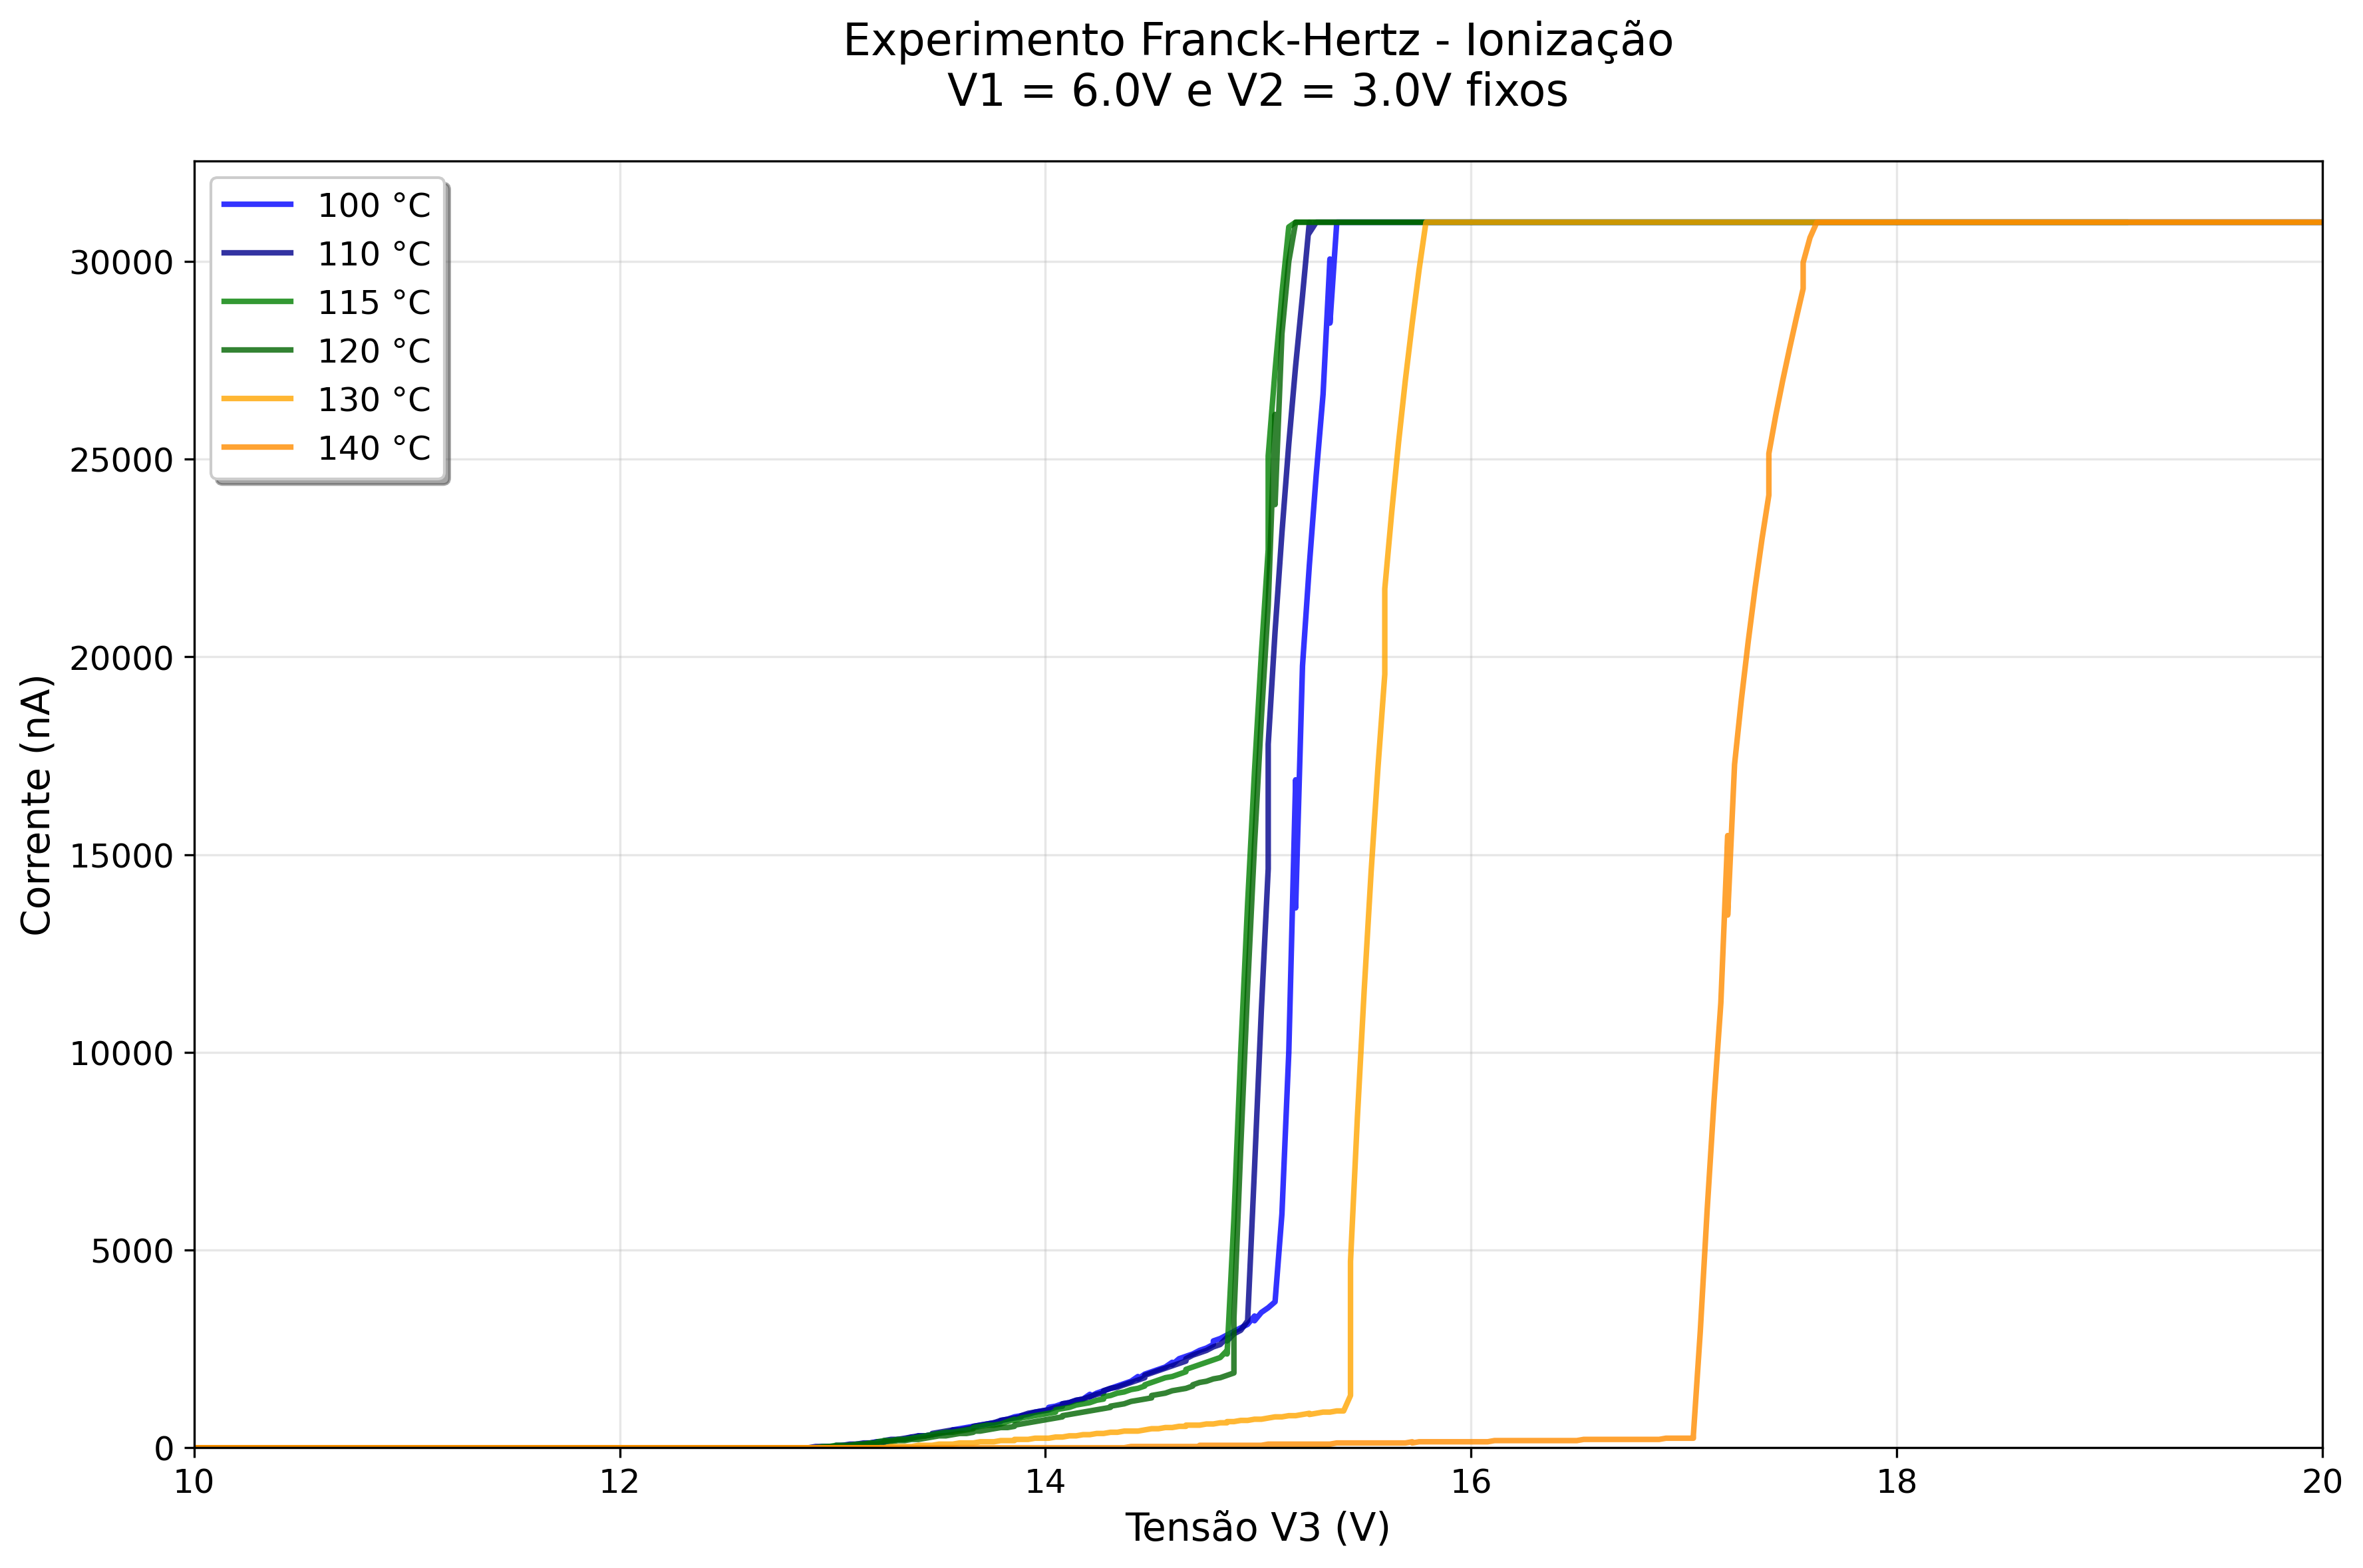 Experimento Franck-Hertz - Ionização
V1 = 6.0V e V2 = 3.0V fixos
100 °C
110 °C
115 °C
120 °C
130 °C
140 °C
Corrente (nA)
30000
25000
20000
15000
10000
5000
0
10 12 14 16 18 20
Tensão V3 (V)